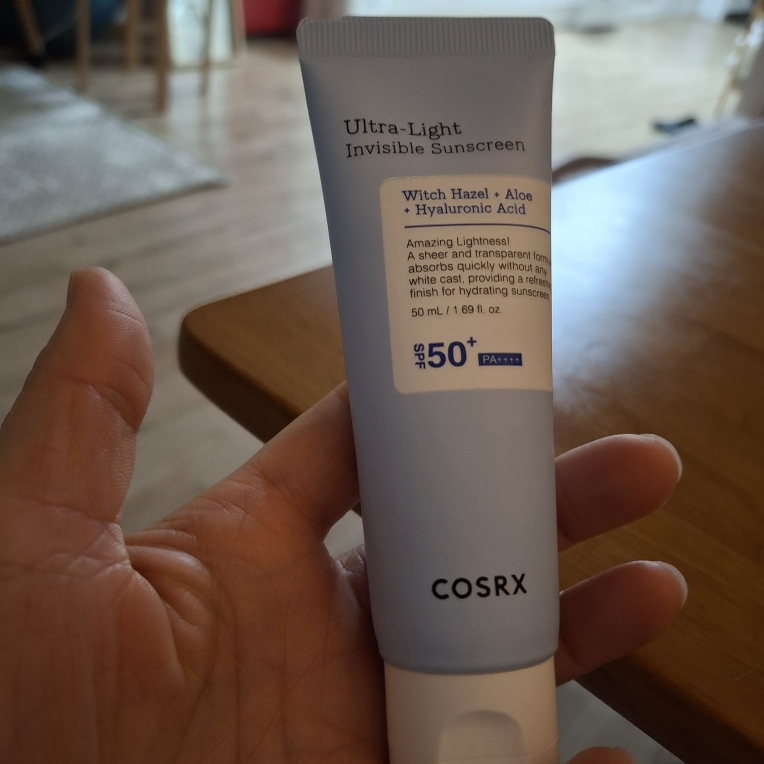 Ultra-Light
Invisible Sunscreen
Witch Hazel + Aloe
+ Hyaluronic Acid
Amazing Lightness!
A sheer and transparent
absorbs quickly without any
white cast, providing a
finish for hydrating sunscreen
50 mL / 1.69 fl. oz.
SPF 50+ PA++++
COSRX